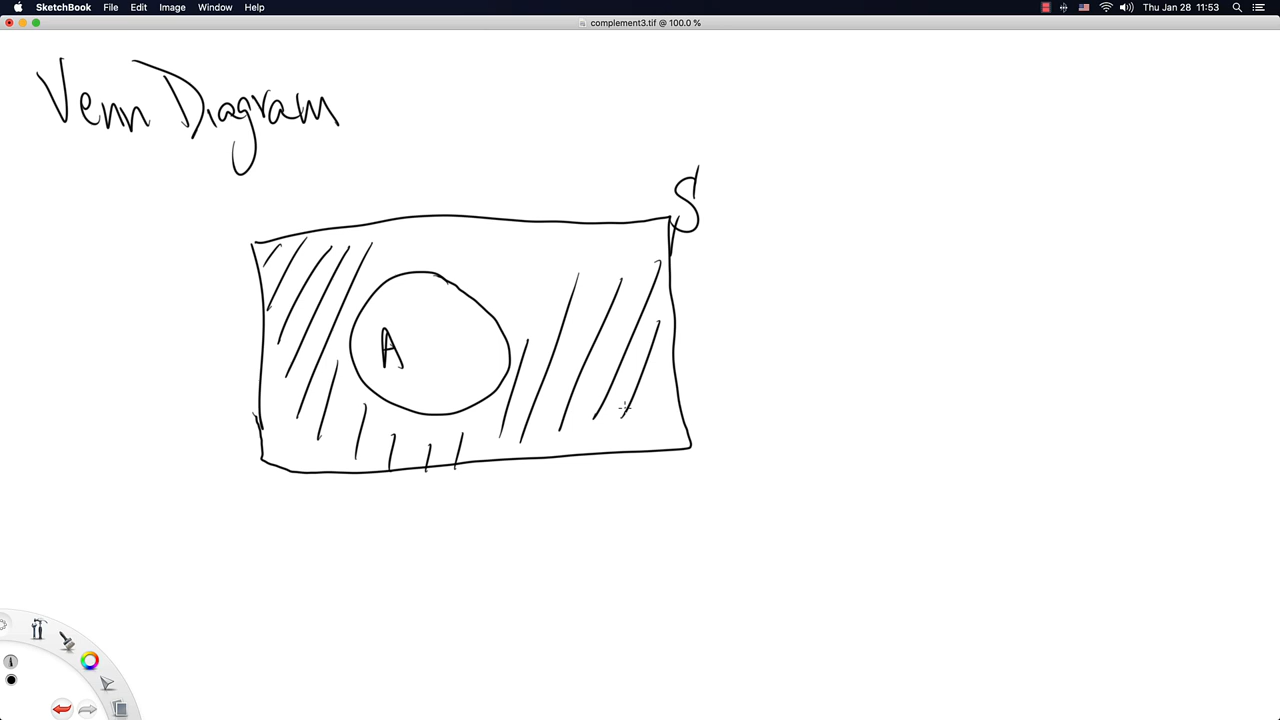 SketchBook File Edit Image Window Help Thu Jan 28 11:53
complement3.tif @ 100.0 %
Venn Diagram
S
A